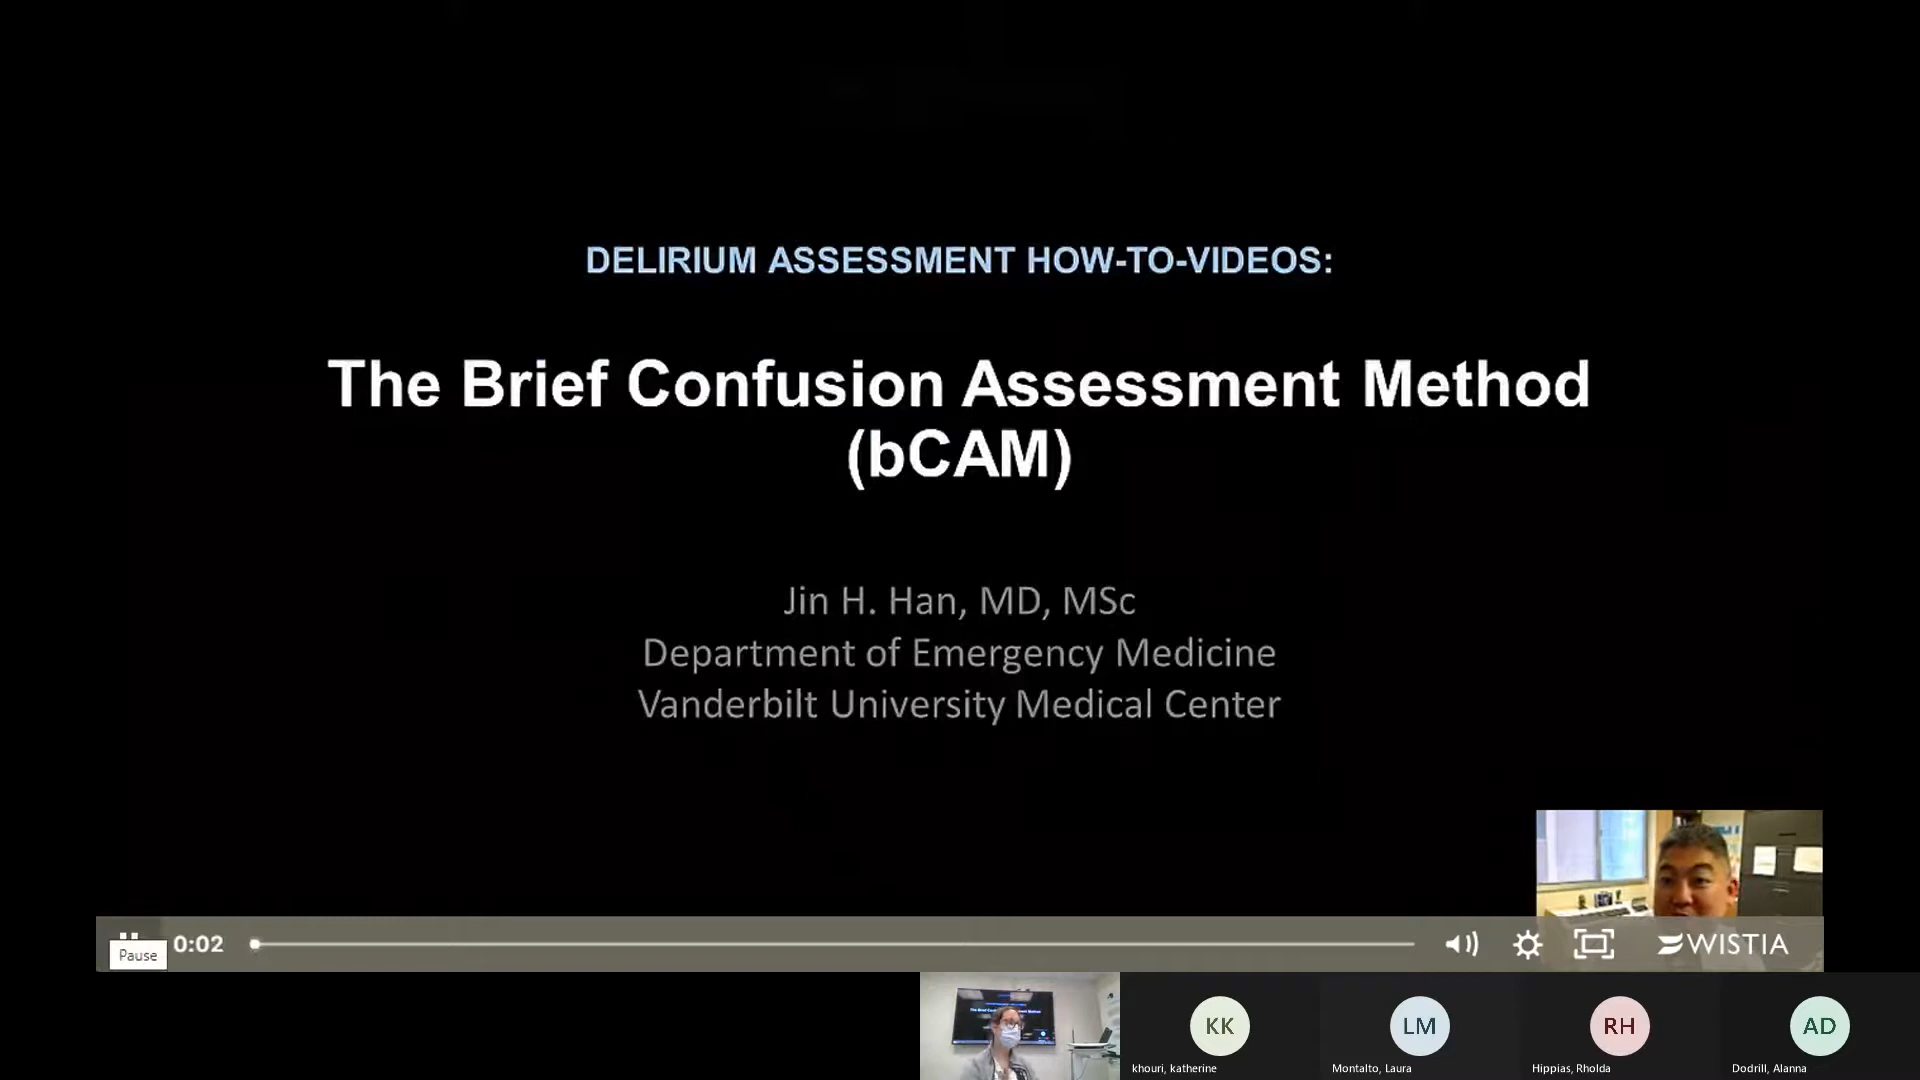 DELIRIUM ASSESSMENT HOW-TO-VIDEOS:
The Brief Confusion Assessment Method
(bCAM)
Jin H. Han, MD, MSc
Department of Emergency Medicine
Vanderbilt University Medical Center
Pause
0:02
WISTIA
KK
LM
RH
AD
khouri, katherine
Montalto, Laura
Hippias, Rholda
Dodrill, Alanna